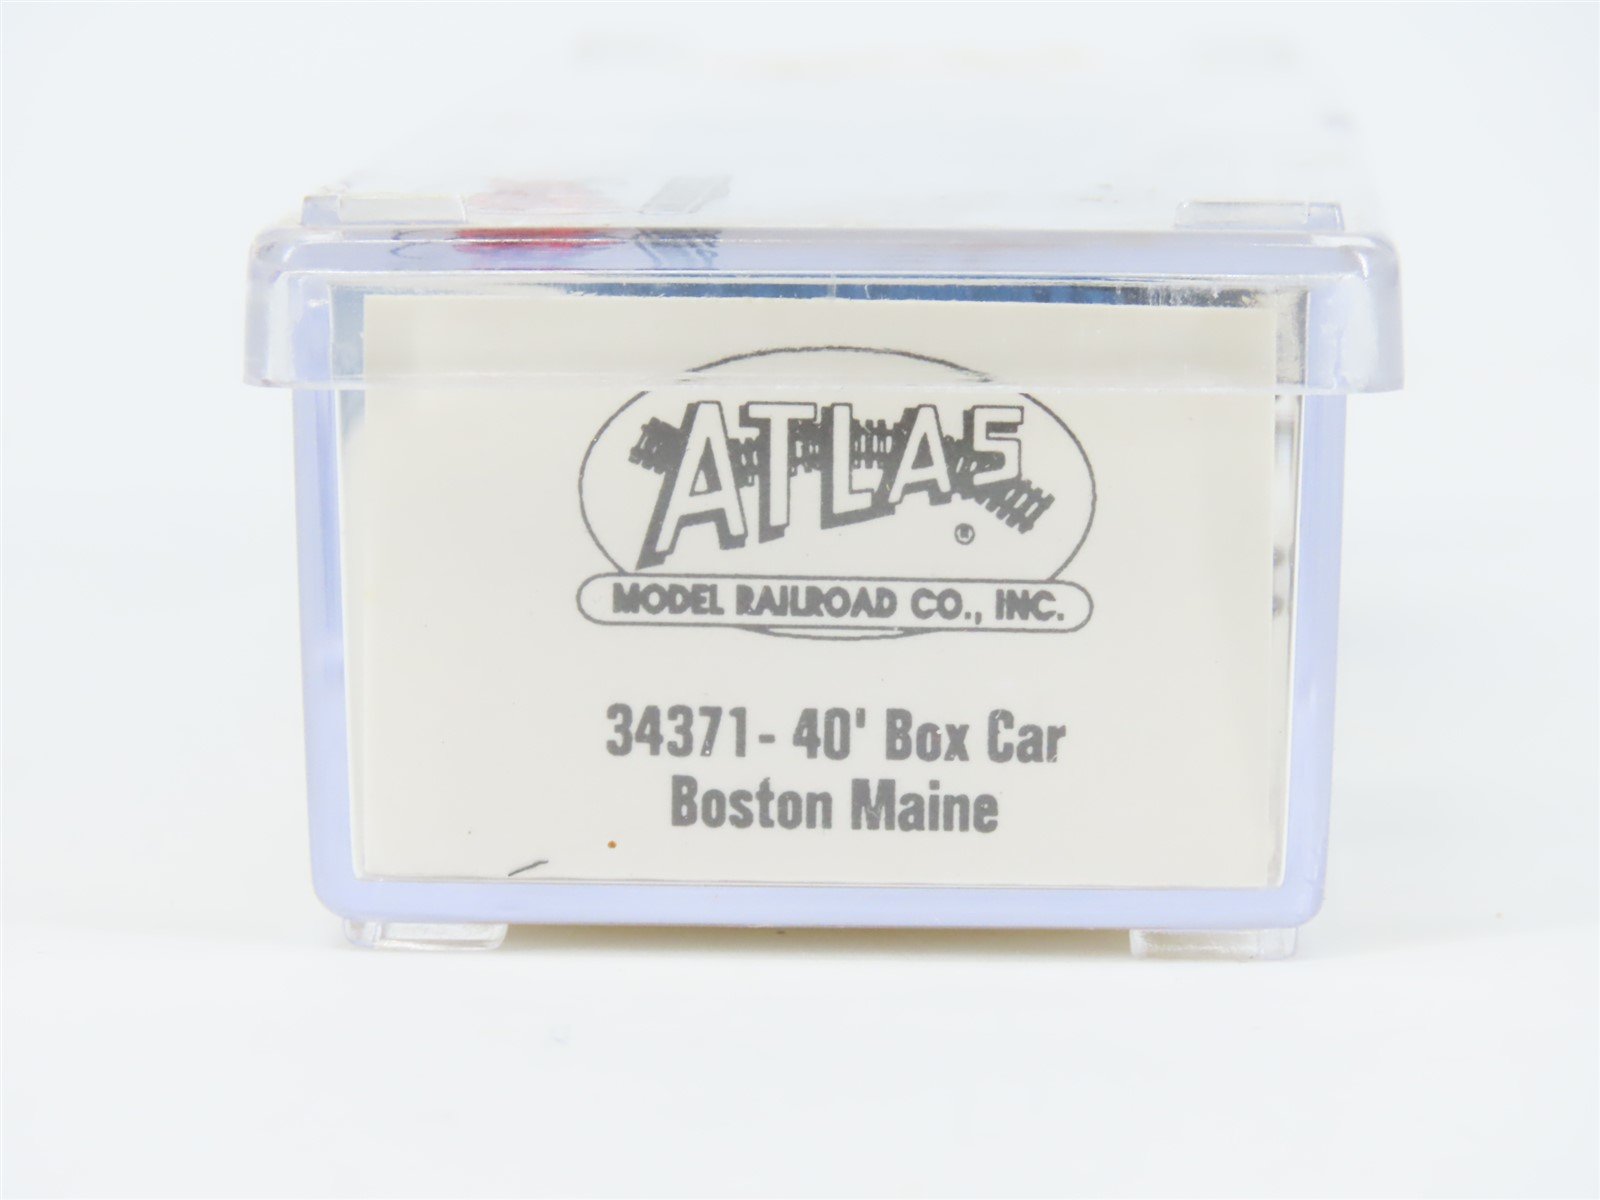 ATLAS
®
MODEL RAILROAD CO., INC.
34371- 40' Box Car
Boston Maine